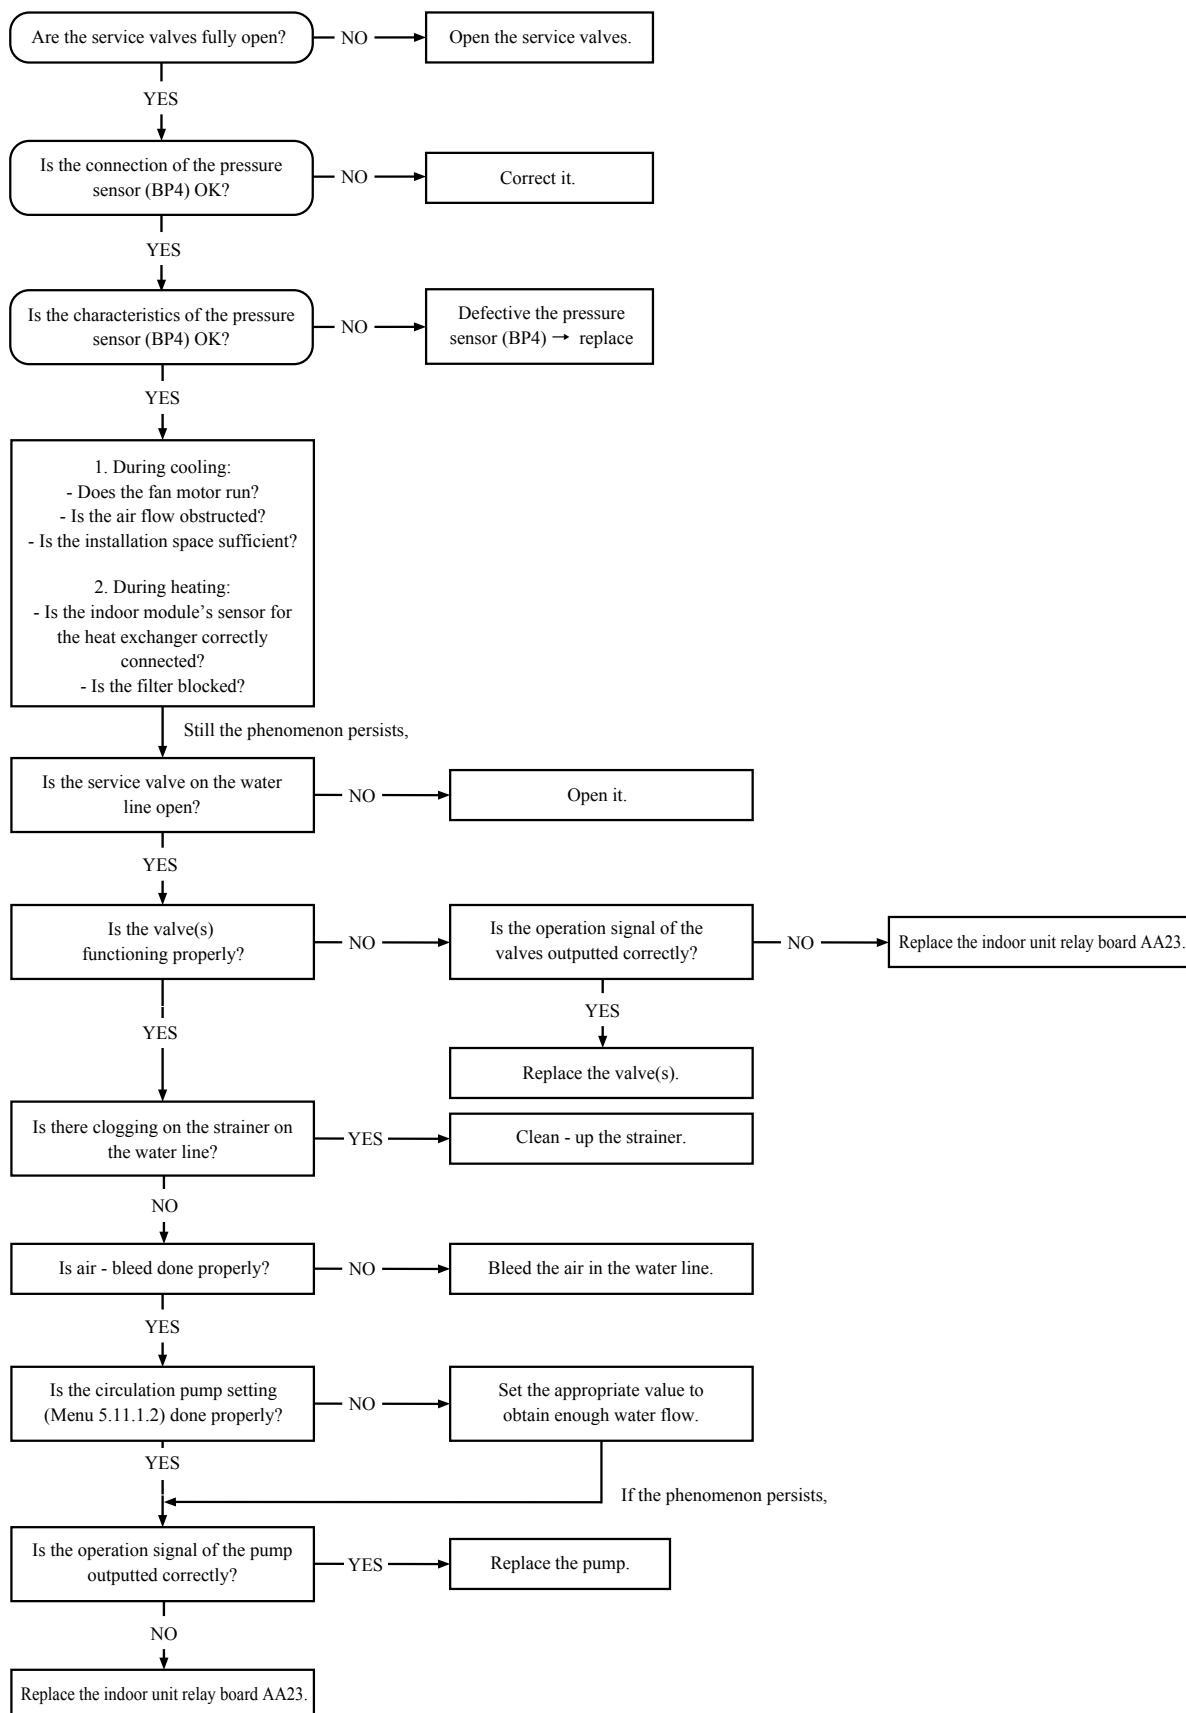 Are the service valves fully open?
NO
Open the service valves.
YES
Is the connection of the pressure
sensor (BP4) OK?
NO
Correct it.
YES
Is the characteristics of the pressure
sensor (BP4) OK?
NO
Defective the pressure
sensor (BP4) → replace
YES
1. During cooling:
- Does the fan motor run?
- Is the air flow obstructed?
- Is the installation space sufficient?
2. During heating:
- Is the indoor module’s sensor for
the heat exchanger correctly
connected?
- Is the filter blocked?
Still the phenomenon persists,
Is the service valve on the water
line open?
NO
Open it.
YES
Is the valve(s)
functioning properly?
NO
Is the operation signal of the
valves outputted correctly?
NO
Replace the indoor unit relay board AA23.
YES
YES
Replace the valve(s).
Is there clogging on the strainer on
the water line?
YES
Clean - up the strainer.
NO
Is air - bleed done properly?
NO
Bleed the air in the water line.
YES
Is the circulation pump setting
(Menu 5.11.1.2) done properly?
NO
Set the appropriate value to
obtain enough water flow.
YES
If the phenomenon persists,
Is the operation signal of the pump
outputted correctly?
YES
Replace the pump.
NO
Replace the indoor unit relay board AA23.